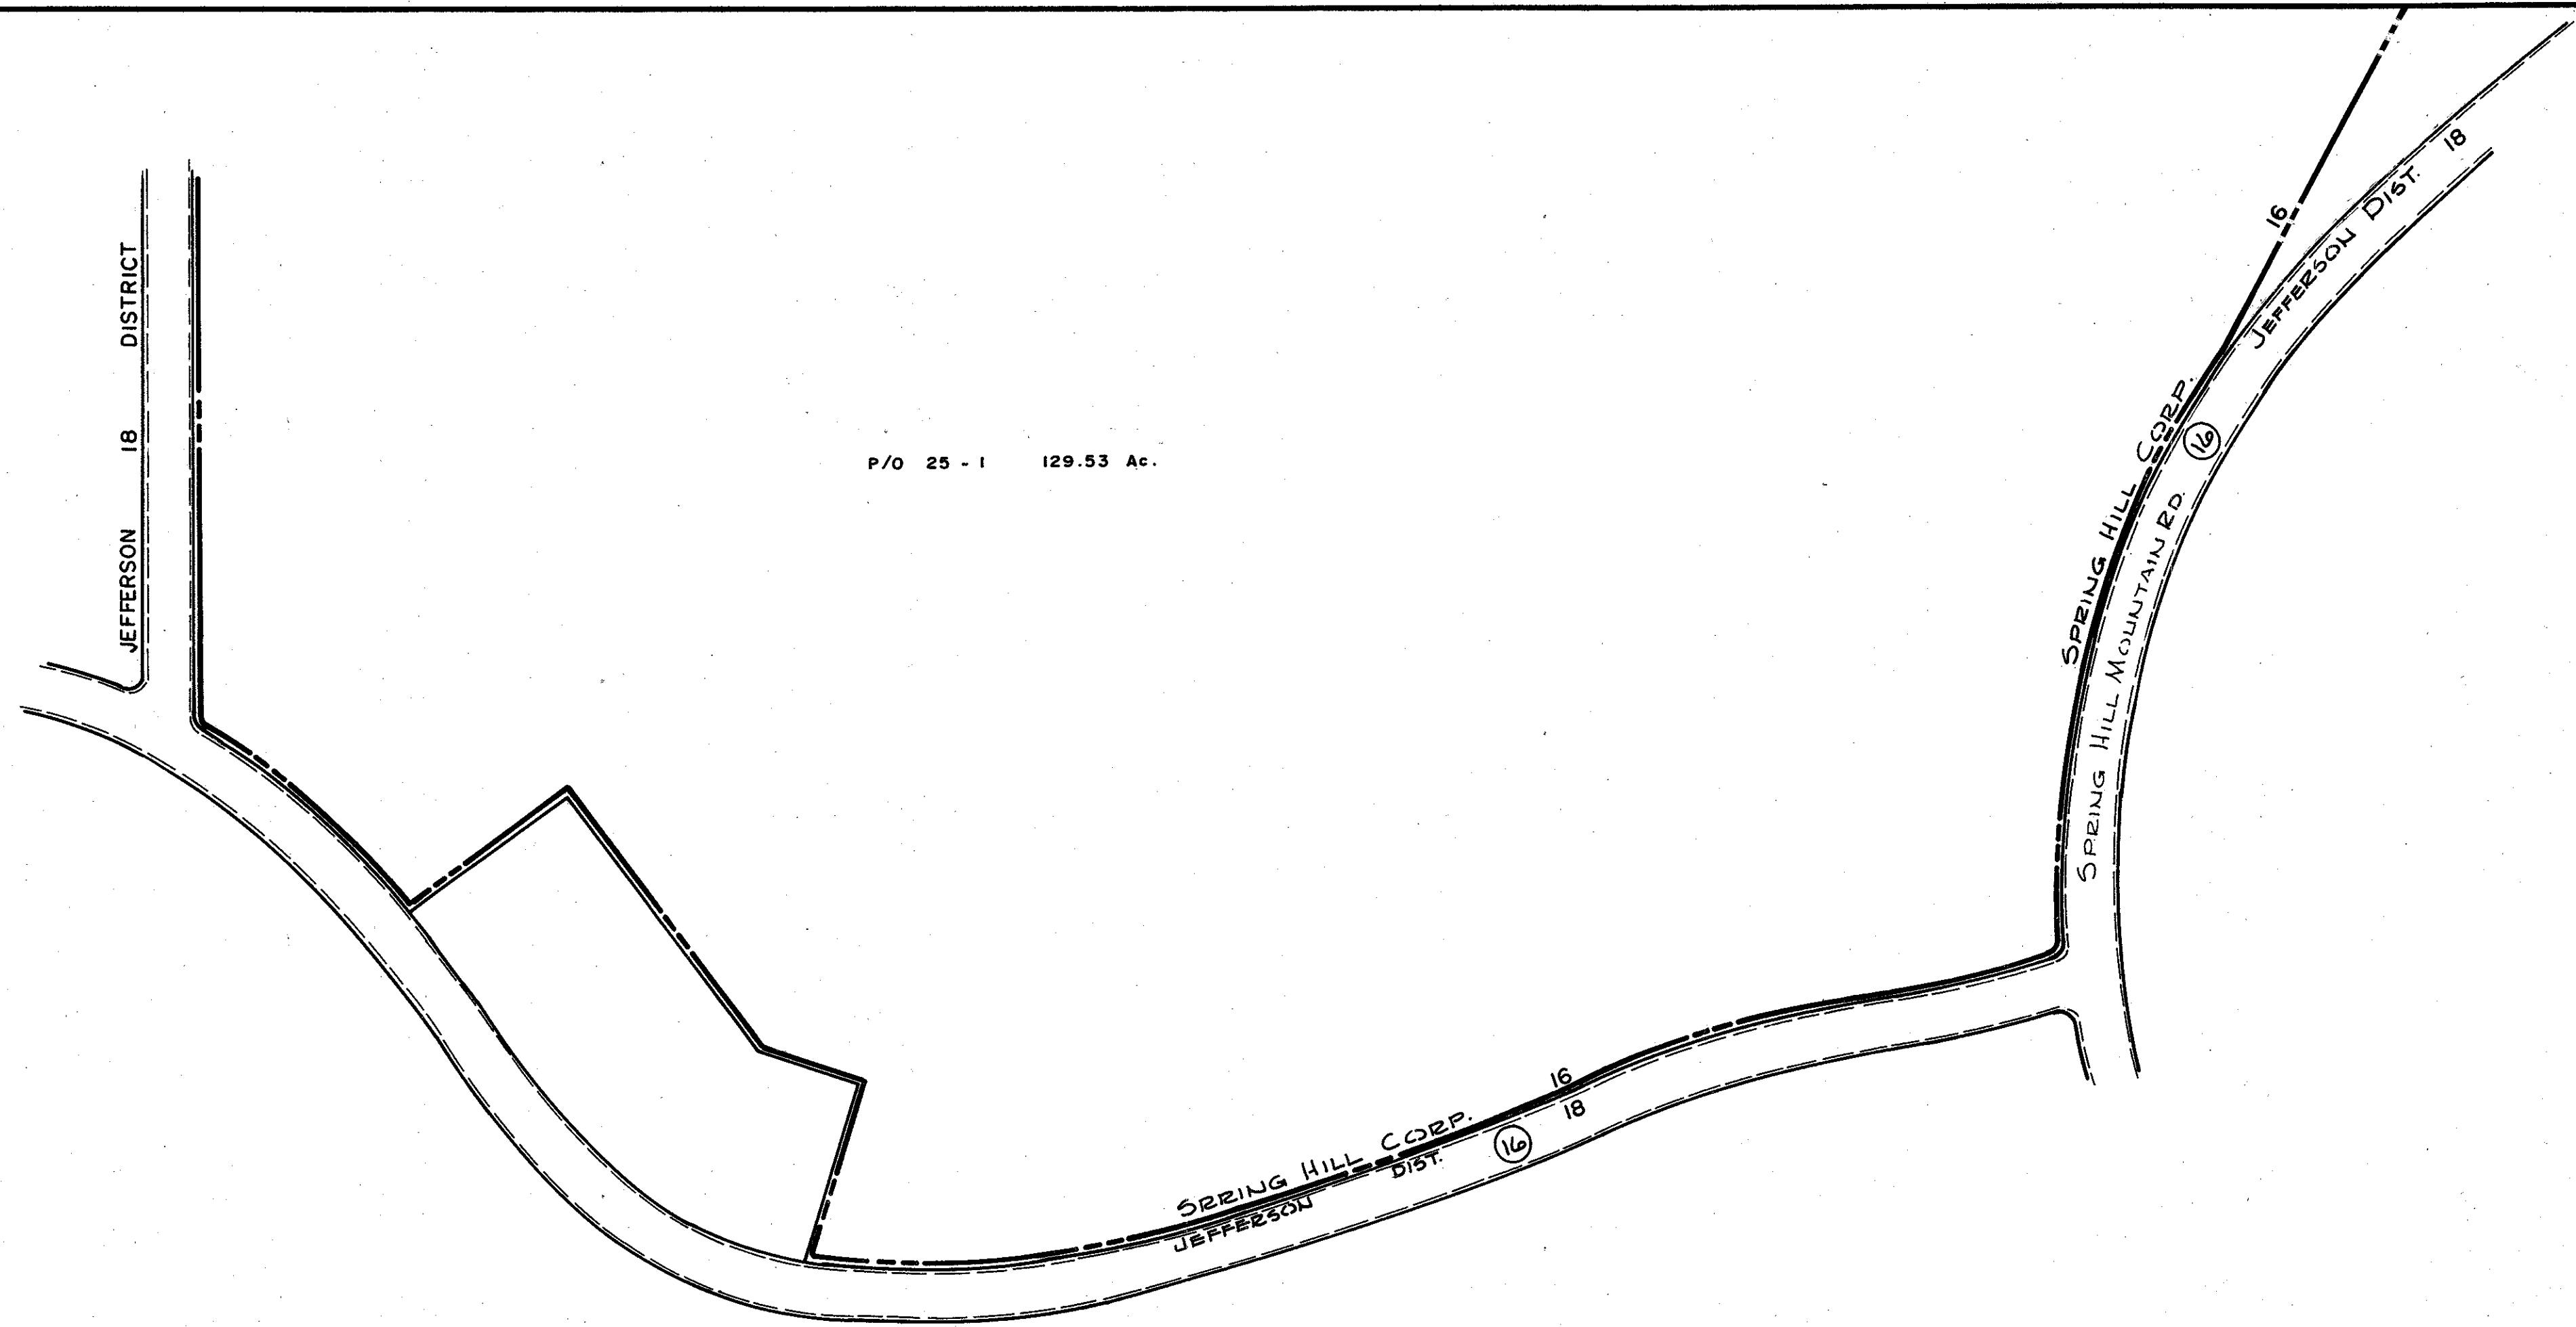 JEFFERSON 18 DISTRICT
P/O 25 - 1 129.53 Ac.
16
JEFFERSON DIST. 18
SPRING HILL CORP.
16
SPRING HILL MOUNTAIN RD.
16
18
SRRING HILL CORP.
16
JEFFERSON DIST.